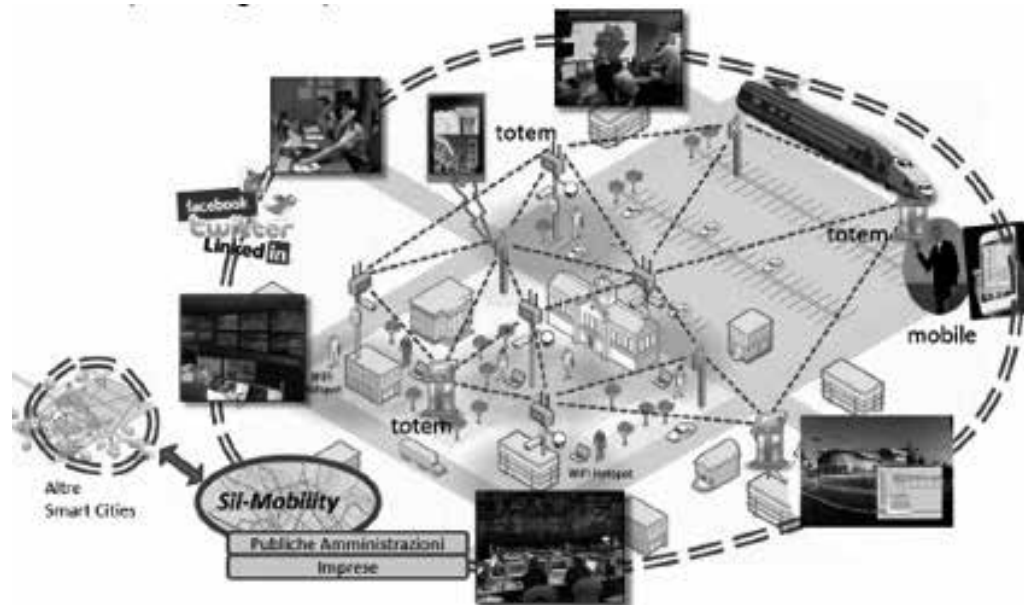 totem
facebook
twitter
Linked in
totem
mobile
WiFi
Hotspot
totem
WiFi Hotspot
Altre
Smart Cities
Sil-Mobility
Publiche Amministrazioni
Imprese